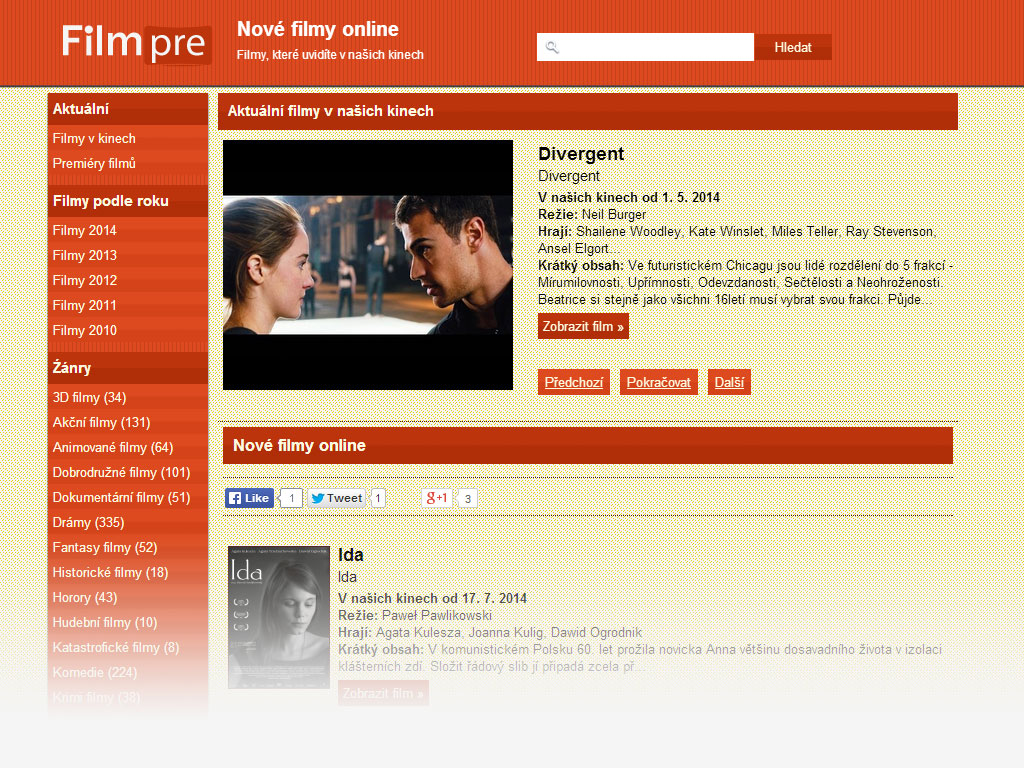 Filmpre
Nové filmy online
Filmy, které uvidíte v našich kinech
Hledat
Aktuální
Filmy v kinech
Premiéry filmů
Filmy podle roku
Filmy 2014
Filmy 2013
Filmy 2012
Filmy 2011
Filmy 2010
Žánry
3D filmy (34)
Akční filmy (131)
Animované filmy (64)
Dobrodružné filmy (101)
Dokumentární filmy (51)
Drámy (335)
Fantasy filmy (52)
Historické filmy (18)
Horory (43)
Hudební filmy (10)
Katastrofické filmy (8)
Komedie (224)
Krimi filmy (38)
Aktuální filmy v našich kinech
Divergent
Divergent
V našich kinech od 1. 5. 2014
Režie: Neil Burger
Hrají: Shailene Woodley, Kate Winslet, Miles Teller, Ray Stevenson,
Ansel Elgort...
Krátký obsah: Ve futuristickém Chicagu jsou lidé rozdělení do 5 frakcí -
Mírumilovnosti, Upřímnosti, Odevzdanosti, Sečtělosti a Neohroženosti.
Beatrice si stejně jako všichni 16letí musí vybrat svou frakci. Půjde...
Zobrazit film »
Předchozí Pokračovat Další
Nové filmy online
Like 1 Tweet 1 g+1 3
Ida
Ida
Ida
V našich kinech od 17. 7. 2014
Režie: Paweł Pawlikowski
Hrají: Agata Kulesza, Joanna Kulig, Dawid Ogrodnik
Krátký obsah: V komunistickém Polsku 60. let prožila novicka Anna většinu dosavadního života v izolaci
klášterních zdí. Složit řádový slib jí připadá zcela př...
Zobrazit film »